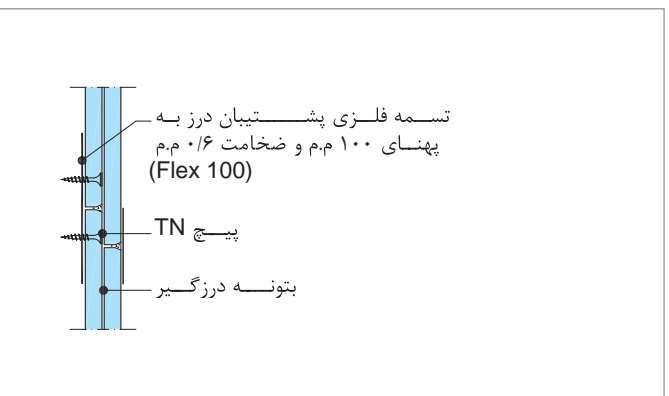 تسمه فلزی پشتیبان درز به
پهنای ۱۰۰ م.م و ضخامت ۰/۶ م.م
(Flex 100)
پیچ TN
بتونه درزگیر